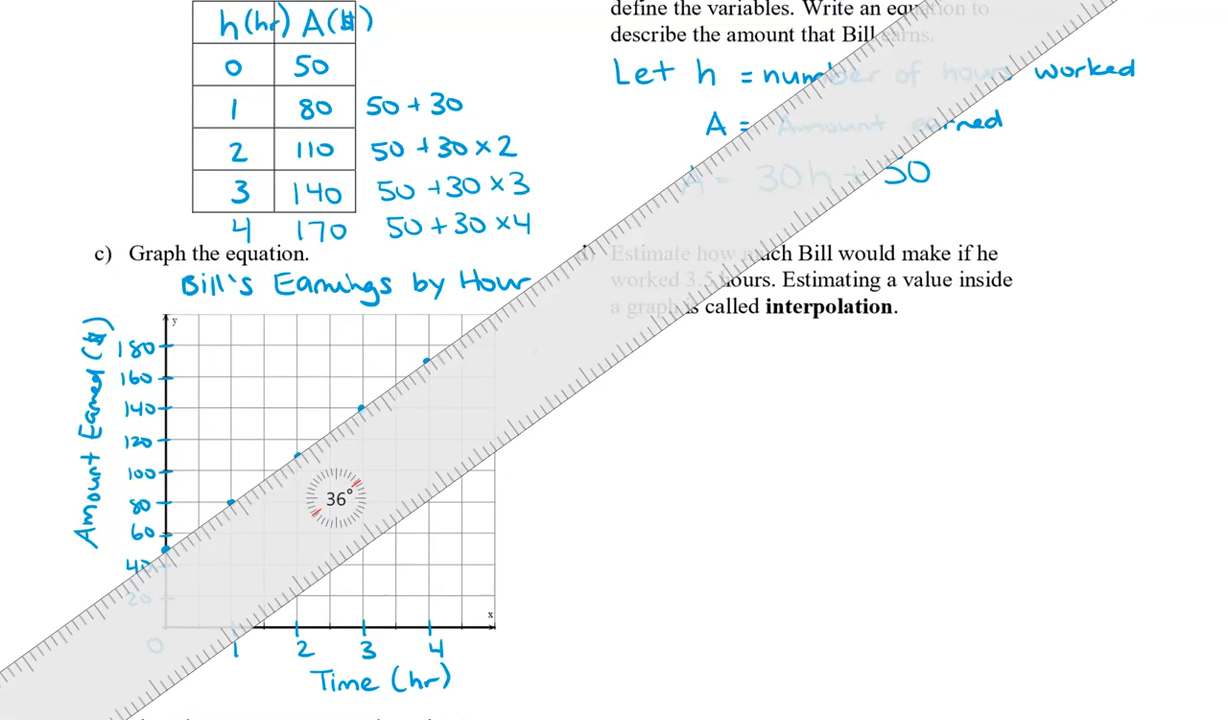 h (hr) A ($)
0 50
1 80 50 + 30
2 110 50 + 30 × 2
3 140 50 + 30 × 3
4 170 50 + 30 × 4
define the variables. Write an equation to
describe the amount that Bill earns.
Let h = number of hours worked
A = Amount earned
A = 30h + 50
c) Graph the equation.
Bill's Earnings by Hour
Amount Earned ($)
y
180
160
140
120
100
80
60
40
20
0
1 2 3 4
x
Time (hr)
36°
d) Estimate how much Bill would make if he
worked 3.5 hours. Estimating a value inside
a graph is called interpolation.